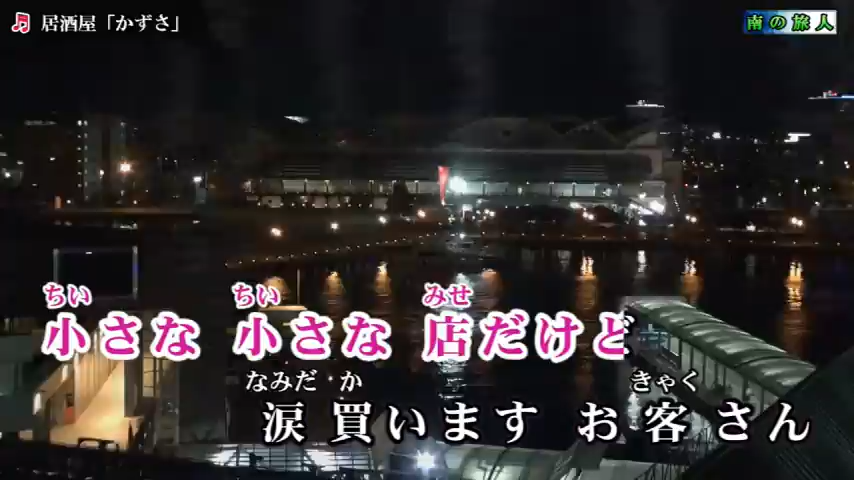 居酒屋「かずさ」
南の旅人
ちい ちい みせ
小さな 小さな 店だけど
なみだ か きゃく
涙 買います お客さん